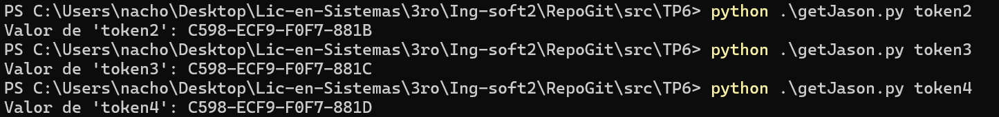 PS C:\Users\nacho\Desktop\Lic-en-Sistemas\3ro\Ing-soft2\RepoGit\src\TP6> python .\getJason.py token2
Valor de 'token2': C598-ECF9-F0F7-881B
PS C:\Users\nacho\Desktop\Lic-en-Sistemas\3ro\Ing-soft2\RepoGit\src\TP6> python .\getJason.py token3
Valor de 'token3': C598-ECF9-F0F7-881C
PS C:\Users\nacho\Desktop\Lic-en-Sistemas\3ro\Ing-soft2\RepoGit\src\TP6> python .\getJason.py token4
Valor de 'token4': C598-ECF9-F0F7-881D